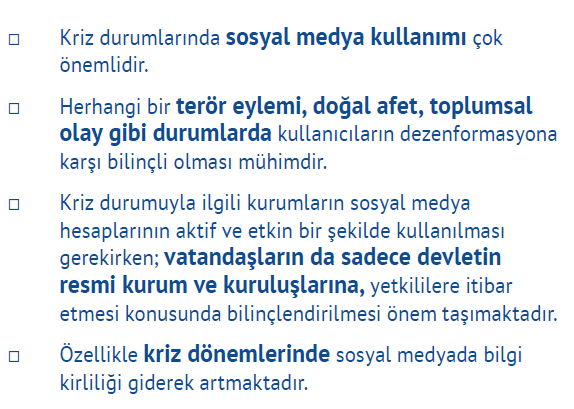 □ Kriz durumlarında sosyal medya kullanımı çok
önemlidir.
□ Herhangi bir terör eylemi, doğal afet, toplumsal
olay gibi durumlarda kullanıcıların dezenformasyona
karşı bilinçli olması mühimdir.
□ Kriz durumuyla ilgili kurumların sosyal medya
hesaplarının aktif ve etkin bir şekilde kullanılması
gerekirken; vatandaşların da sadece devletin
resmi kurum ve kuruluşlarına, yetkililere itibar
etmesi konusunda bilinçlendirilmesi önem taşımaktadır.
□ Özellikle kriz dönemlerinde sosyal medyada bilgi
kirliliği giderek artmaktadır.